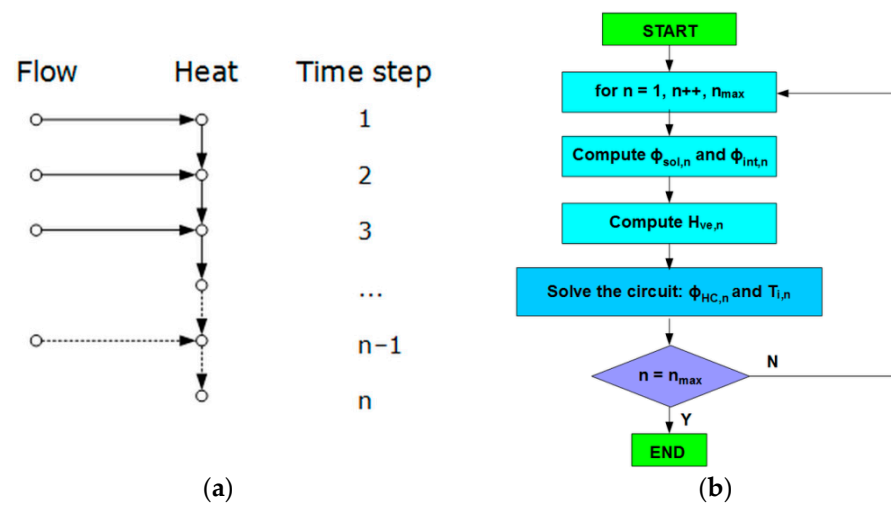 Flow Heat Time step
1
2
3
...
n−1
n
(a)
START
for n = 1, n++, nmax
Compute ϕsol,n and ϕint,n
Compute Hve,n
Solve the circuit: ϕHC,n and Ti,n
n = nmax
N
Y
END
(b)